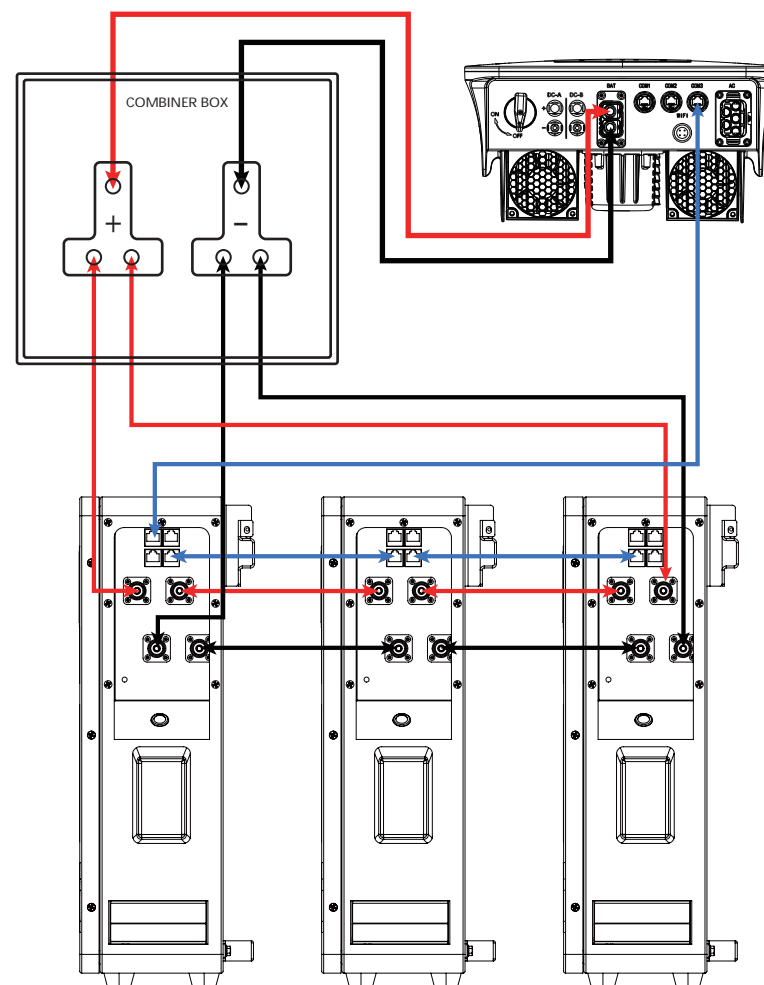 COMBINER BOX
+
−
ON
OFF
DC-A
DC-B
+
−
BAT
COM1
COM2
COM3
WiFi
AC